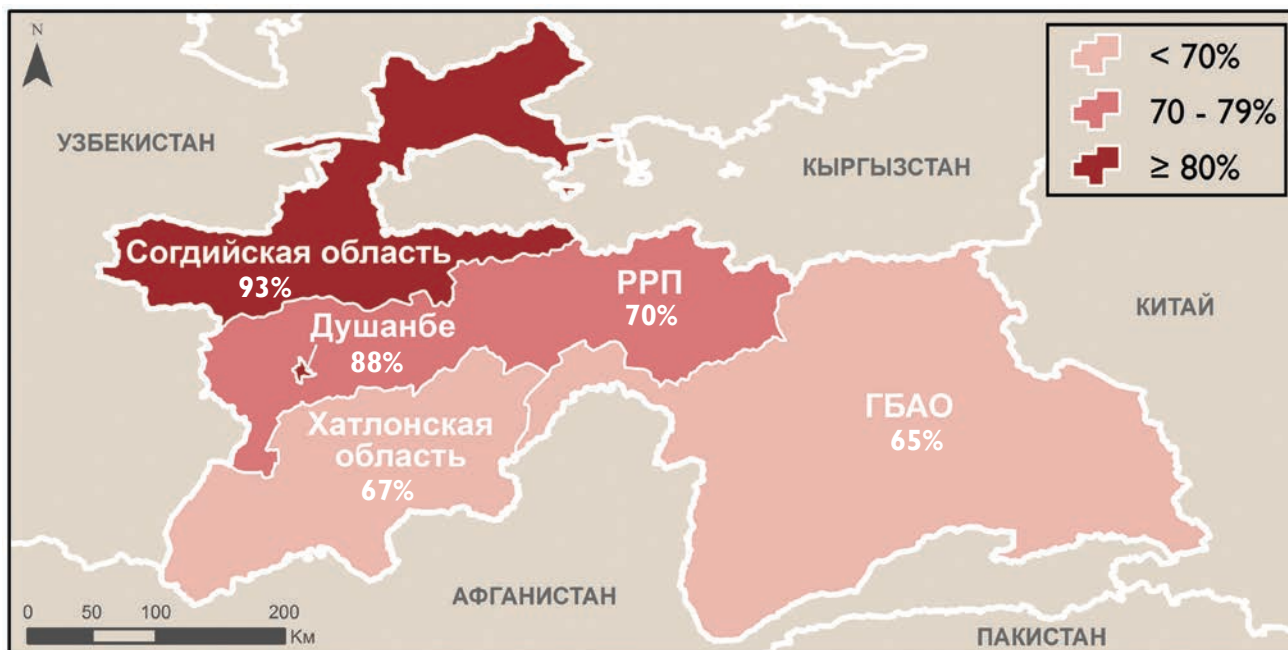 N
< 70%
70 - 79%
≥ 80%
УЗБЕКИСТАН
КЫРГЫЗСТАН
Согдийская область
93%
РРП
70%
КИТАЙ
Душанбе
88%
ГБАО
65%
Хатлонская
область
67%
АФГАНИСТАН
ПАКИСТАН
0 50 100 200
Км